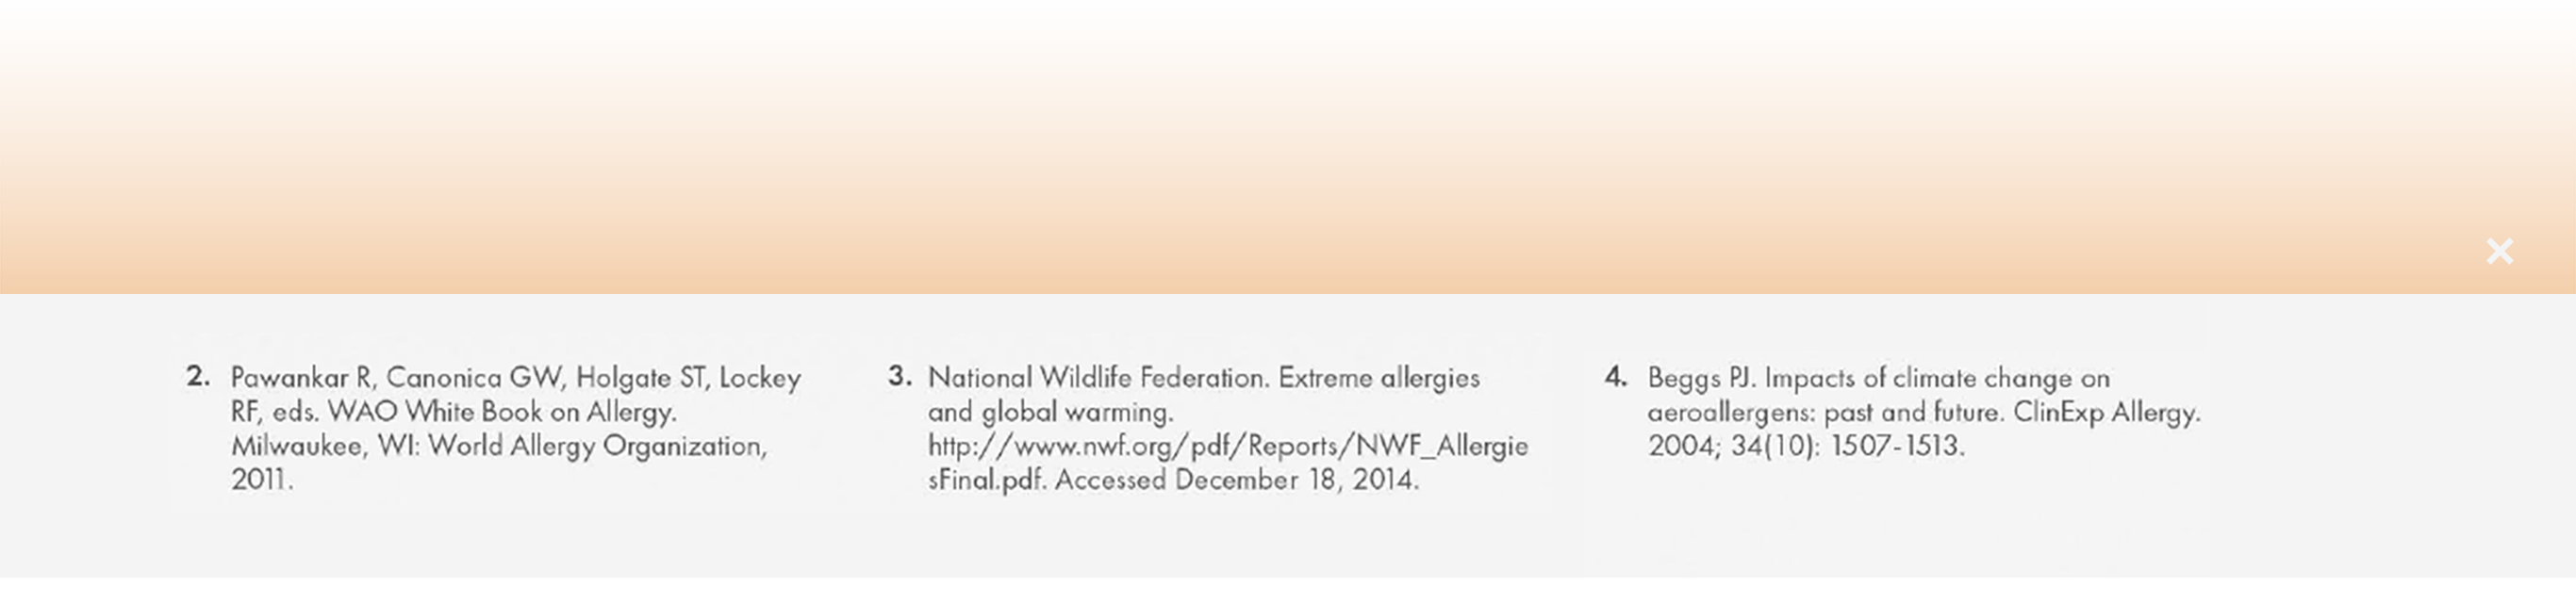 2. Pawankar R, Canonica GW, Holgate ST, Lockey
RF, eds. WAO White Book on Allergy.
Milwaukee, WI: World Allergy Organization,
2011.
3. National Wildlife Federation. Extreme allergies
and global warming.
http://www.nwf.org/pdf/Reports/NWF_Allergie
sFinal.pdf. Accessed December 18, 2014.
4. Beggs PJ. Impacts of climate change on
aeroallergens: past and future. ClinExp Allergy.
2004; 34(10): 1507-1513.